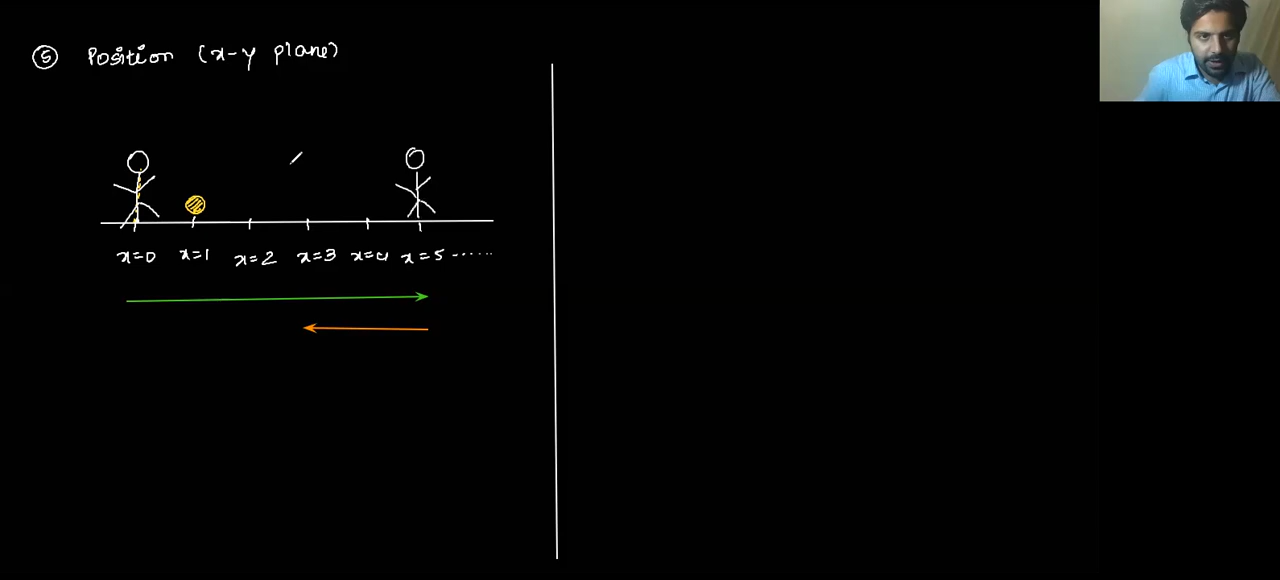 ⑤ Position (x-y plane)
x=0 x=1 x=2 x=3 x=4 x=5 ......